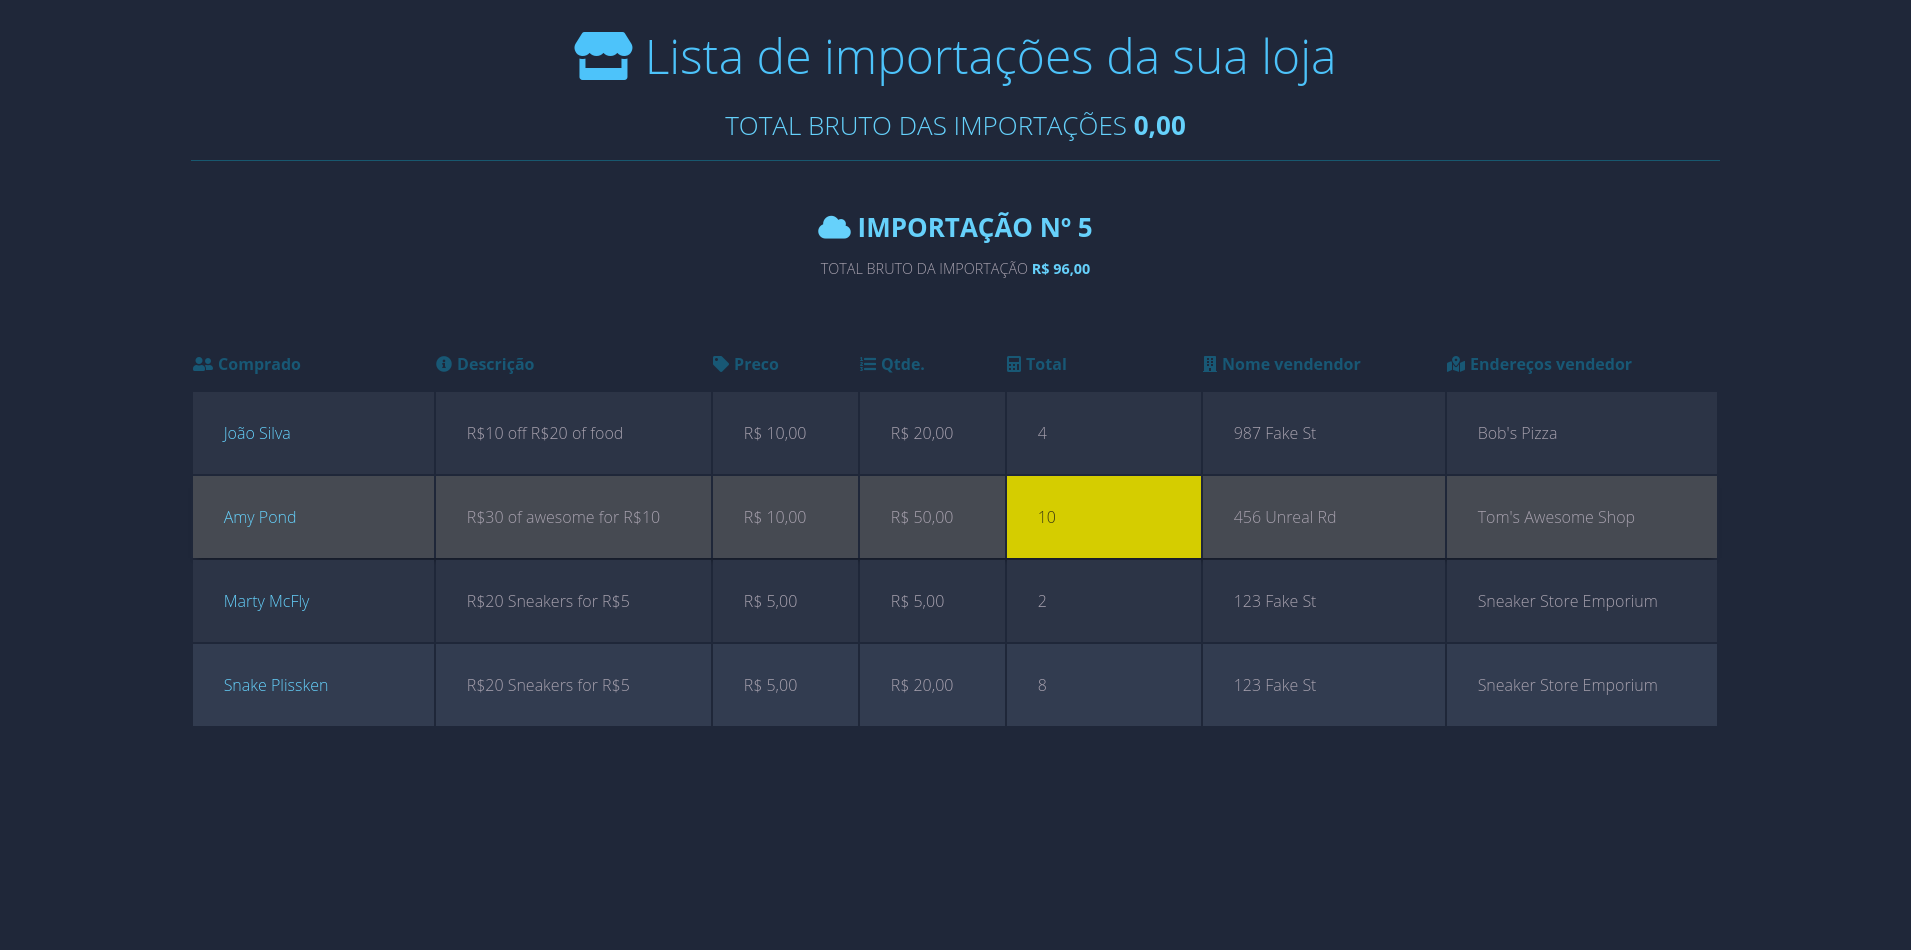 Lista de importações da sua loja
TOTAL BRUTO DAS IMPORTAÇÕES 0,00
IMPORTAÇÃO Nº 5
TOTAL BRUTO DA IMPORTAÇÃO R$ 96,00
Comprado Descrição Preco Qtde. Total Nome vendendor Endereços vendedor
João Silva R$10 off R$20 of food R$ 10,00 R$ 20,00 4 987 Fake St Bob's Pizza
Amy Pond R$30 of awesome for R$10 R$ 10,00 R$ 50,00 10 456 Unreal Rd Tom's Awesome Shop
Marty McFly R$20 Sneakers for R$5 R$ 5,00 R$ 5,00 2 123 Fake St Sneaker Store Emporium
Snake Plissken R$20 Sneakers for R$5 R$ 5,00 R$ 20,00 8 123 Fake St Sneaker Store Emporium